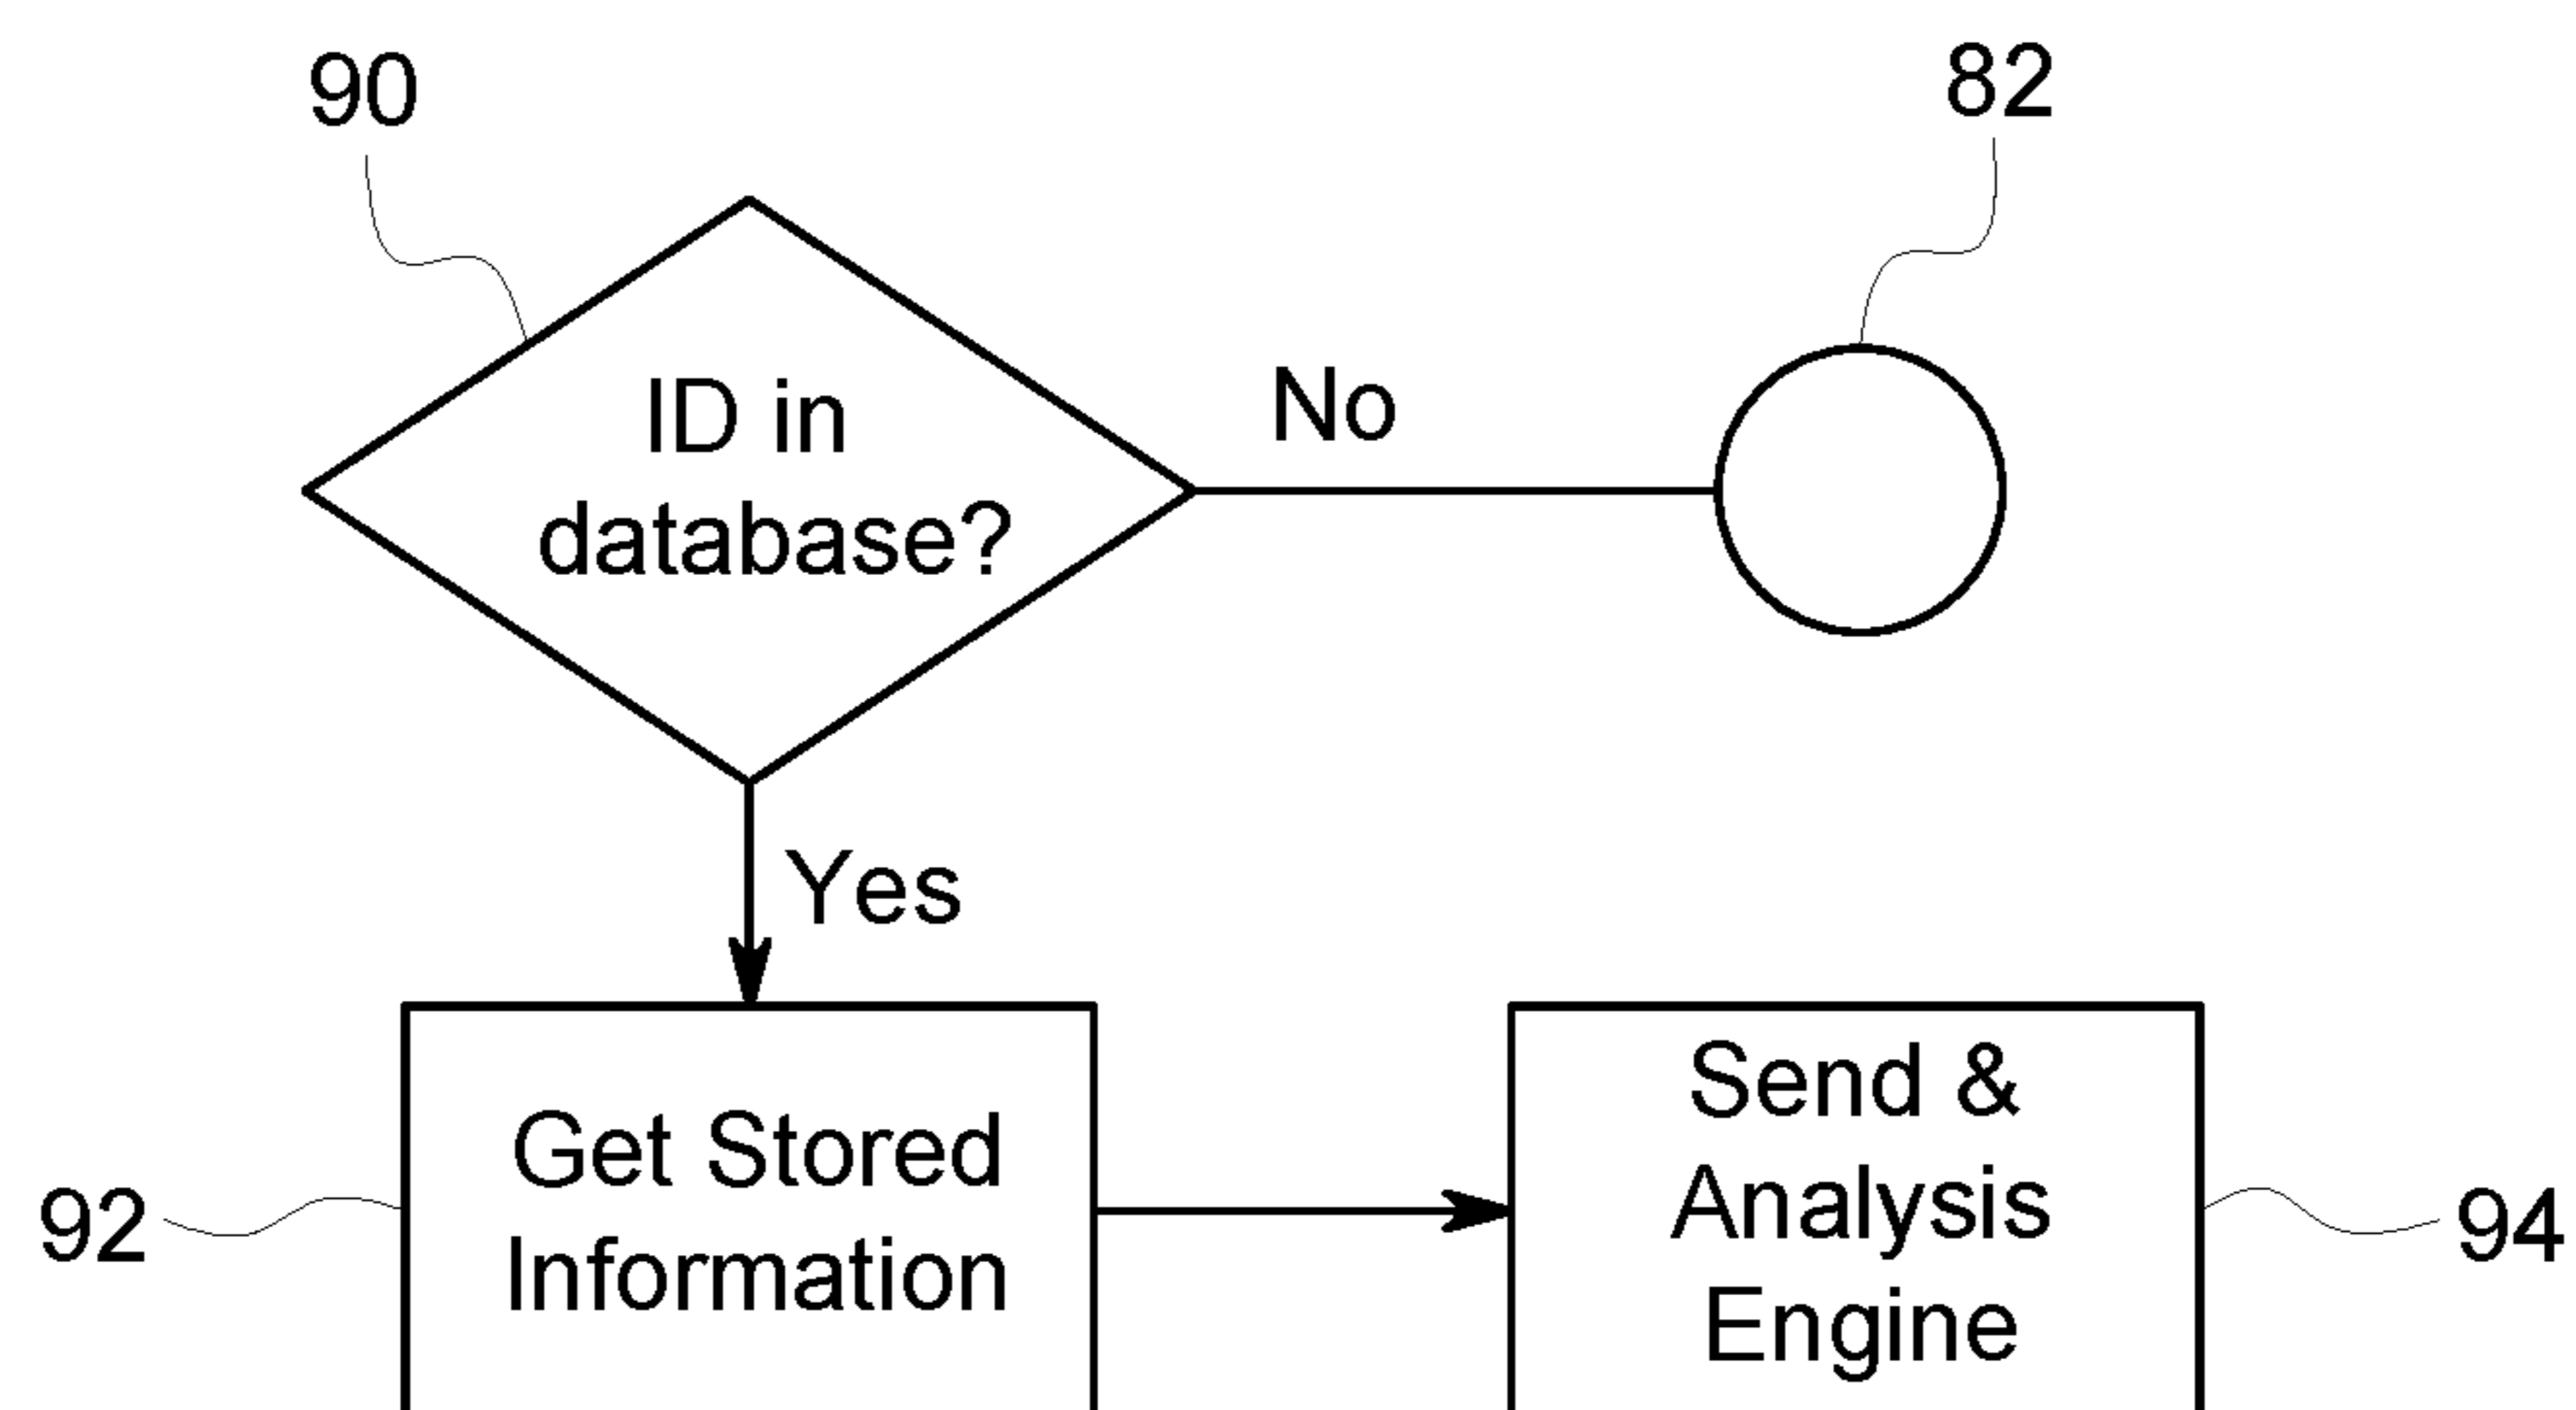 90
82
ID in
database?
No
Yes
Get Stored
Information
Send &
Analysis
Engine
92
94